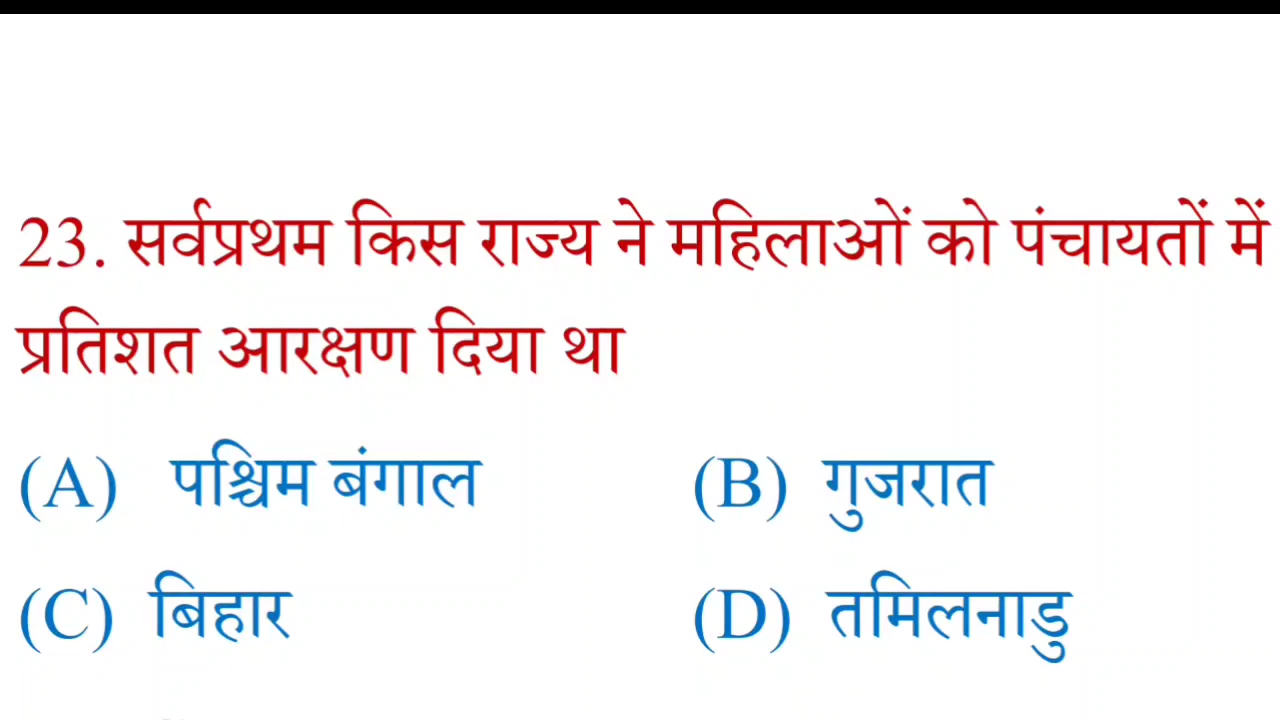 23. सर्वप्रथम किस राज्य ने महिलाओं को पंचायतों में
प्रतिशत आरक्षण दिया था
(A) पश्चिम बंगाल (B) गुजरात
(C) बिहार (D) तमिलनाडु